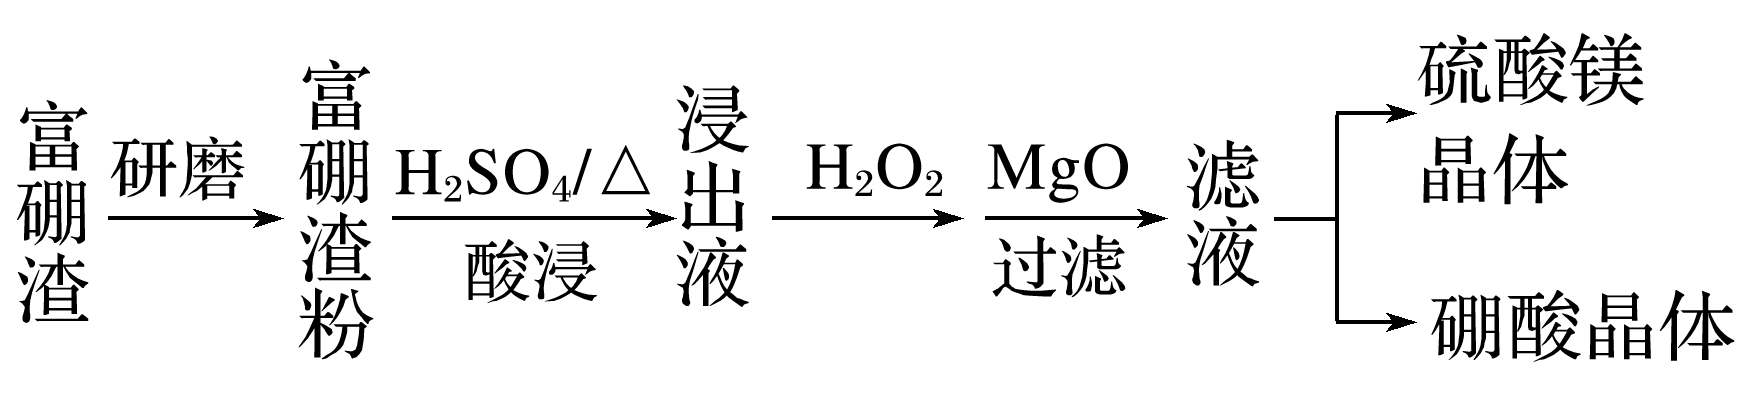 富硼渣
研磨
富硼渣粉
H₂SO₄/△
酸浸
浸出液
H₂O₂
MgO
过滤
滤液
硫酸镁
晶体
硼酸晶体